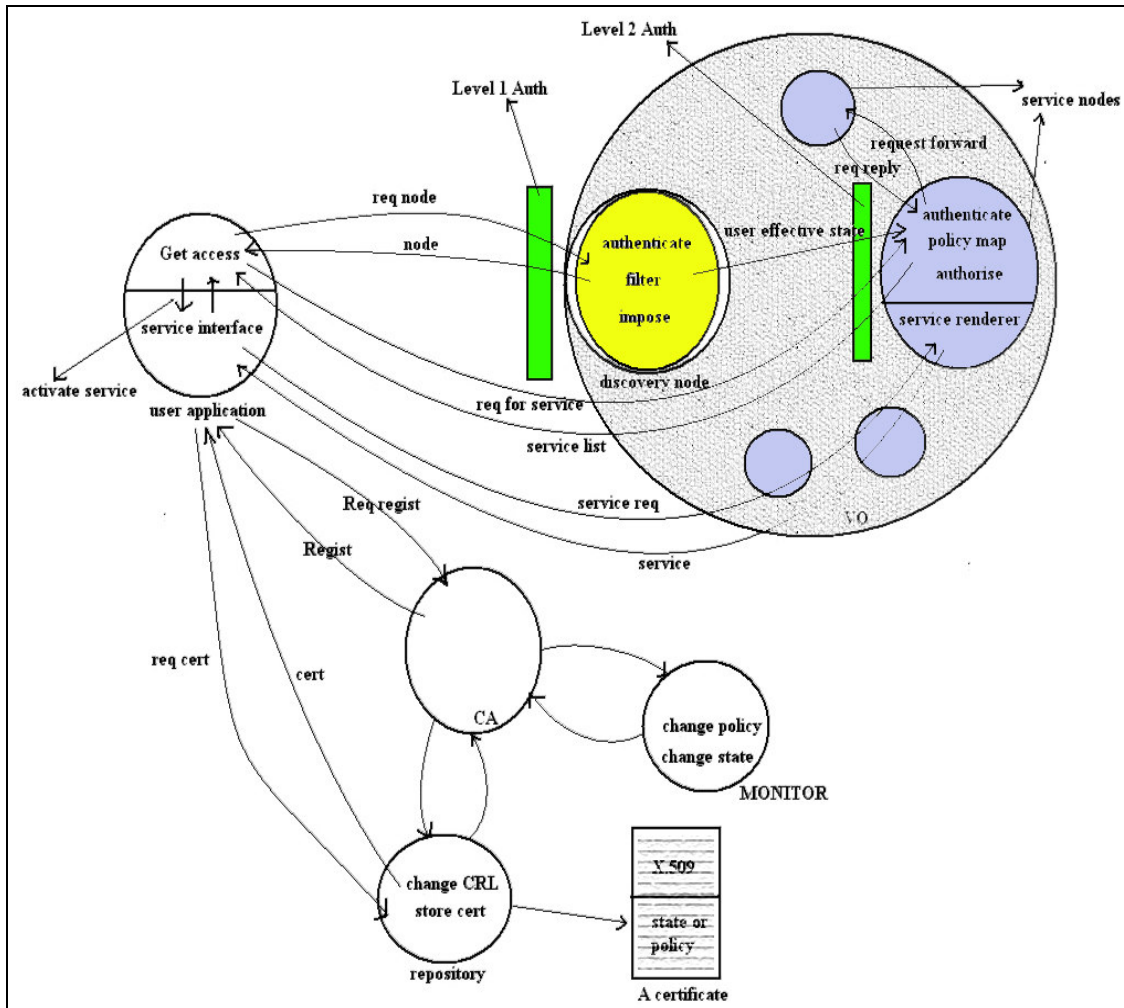 Level 2 Auth
Level 1 Auth
service nodes
request forward
req reply
req node
node
Get access
service interface
activate service
user application
authenticate
filter
impose
discovery node
user effective state
authenticate
policy map
authorise
service renderer
req for service
service list
service req
service
VO
Req regist
Regist
req cert
cert
CA
change policy
change state
MONITOR
change CRL
store cert
repository
X.509
state or
policy
A certificate